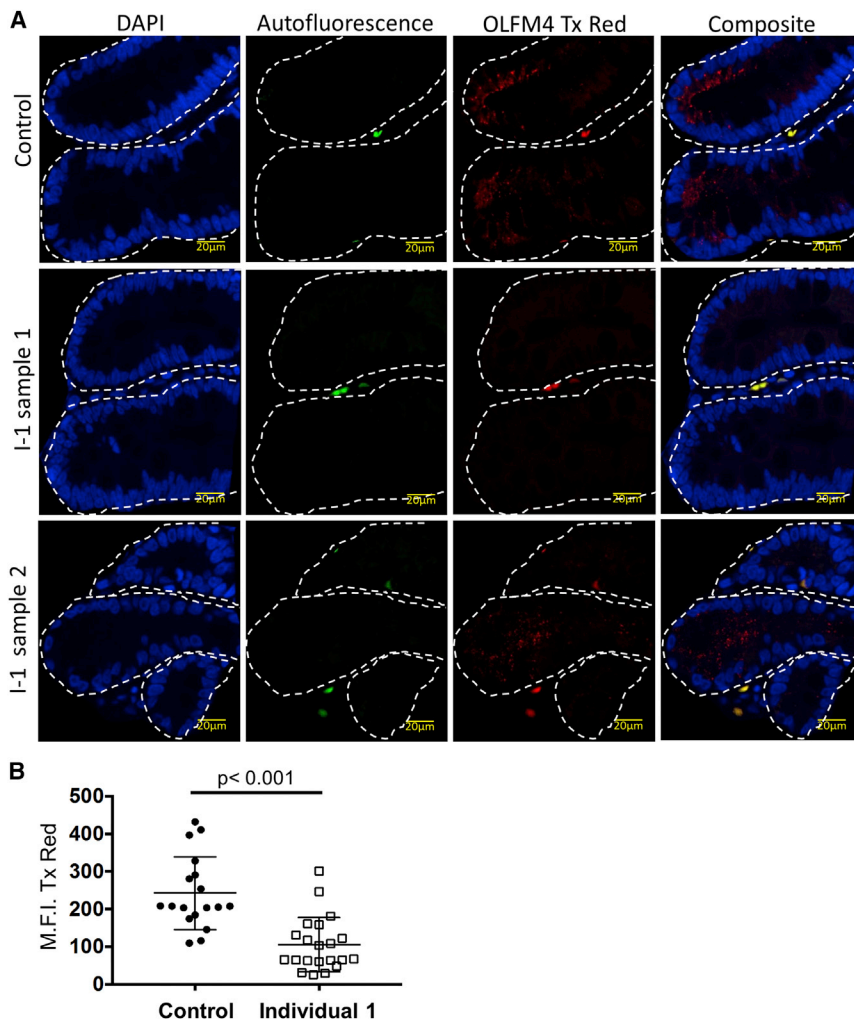 A
DAPI Autofluorescence OLFM4 Tx Red Composite
Control
20µm 20µm 20µm 20µm
I-1 sample 1
20µm 20µm 20µm 20µm
I-1 sample 2
20µm 20µm 20µm 20µm
B
p< 0.001
M.F.I. Tx Red
500
400
300
200
100
0
Control Individual 1